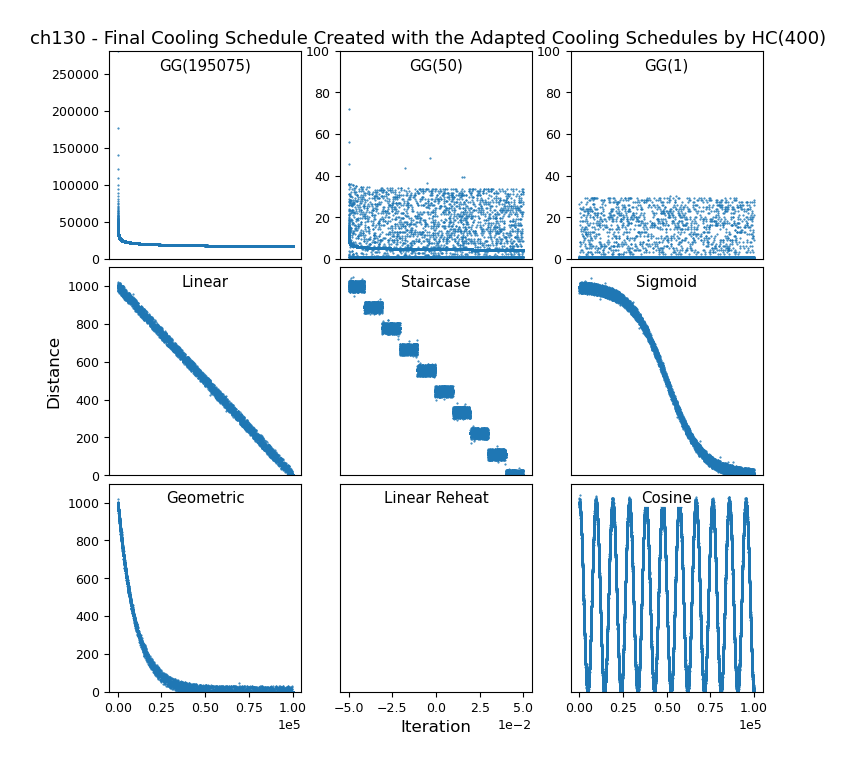 ch130 - Final Cooling Schedule Created with the Adapted Cooling Schedules by HC(400)
GG(195075)
GG(50)
GG(1)
250000
200000
150000
100000
50000
0
100
80
60
40
20
0
100
80
60
40
20
0
Linear
Staircase
Sigmoid
Distance
1000
800
600
400
200
0
Geometric
Linear Reheat
Cosine
1000
800
600
400
200
0
0.00 0.25 0.50 0.75 1.00
1e5
−5.0 −2.5 0.0 2.5 5.0
1e−2
0.00 0.25 0.50 0.75 1.00
1e5
Iteration